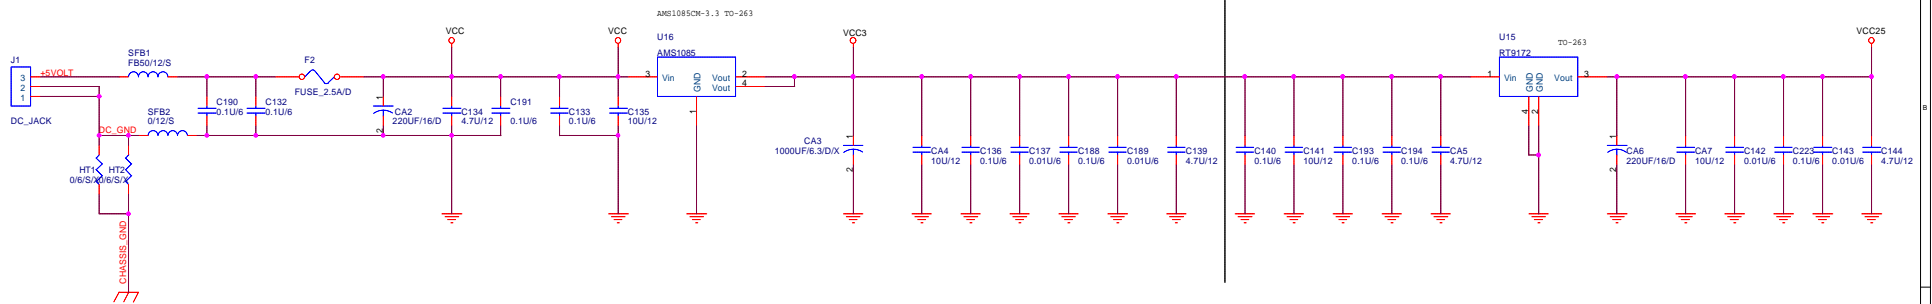 AMS1085CM-3.3 TO-263
J1
3
2
1
DC_JACK
+5VOLT
SFB1
FB50/12/S
DC_GND
SFB2
0/12/S
HT1
0/6/S/X
HT2
0/6/S/X
CHASSIS_GND
C190
0.1U/6
C132
0.1U/6
F2
FUSE_2.5A/D
1
CA2
220UF/16/D
2
VCC
C134
4.7U/12
C191
0.1U/6
C133
0.1U/6
VCC
C135
10U/12
U16
AMS1085
3
Vin
GND
Vout
Vout
2
4
1
VCC3
CA3
1000UF/6.3/D/X
1
2
CA4
10U/12
C136
0.1U/6
C137
0.01U/6
C188
0.1U/6
C189
0.01U/6
C139
4.7U/12
C140
0.1U/6
C141
10U/12
C193
0.1U/6
C194
0.1U/6
CA5
4.7U/12
U15
TO-263
RT9172
1
Vin
GND
GND
Vout
3
4
2
1
CA6
220UF/16/D
2
CA7
10U/12
C142
0.01U/6
C223
0.1U/6
C143
0.01U/6
VCC25
C144
4.7U/12
B